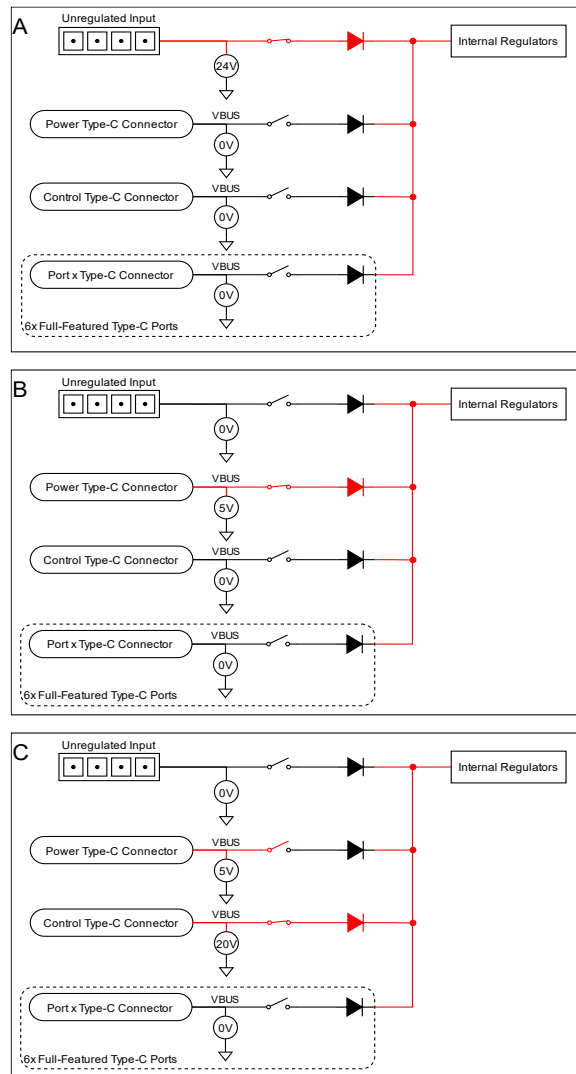 A
Unregulated Input
Internal Regulators
24V
Power Type-C Connector
VBUS
0V
Control Type-C Connector
VBUS
0V
Port x Type-C Connector
VBUS
0V
6x Full-Featured Type-C Ports
B
Unregulated Input
Internal Regulators
0V
Power Type-C Connector
VBUS
5V
Control Type-C Connector
VBUS
0V
Port x Type-C Connector
VBUS
0V
6x Full-Featured Type-C Ports
C
Unregulated Input
Internal Regulators
0V
Power Type-C Connector
VBUS
5V
Control Type-C Connector
VBUS
20V
Port x Type-C Connector
VBUS
0V
6x Full-Featured Type-C Ports